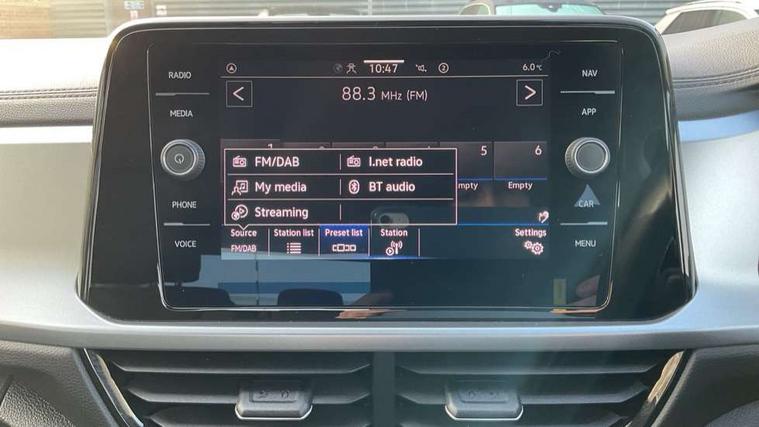 RADIO
MEDIA
PHONE
VOICE
10:47
2
6.0 °C
88.3 MHz (FM)
1
5
6
mpty
Empty
FM/DAB
I.net radio
My media
BT audio
Streaming
Source
Station list
Preset list
Station
Settings
FM/DAB
NAV
APP
CAR
MENU